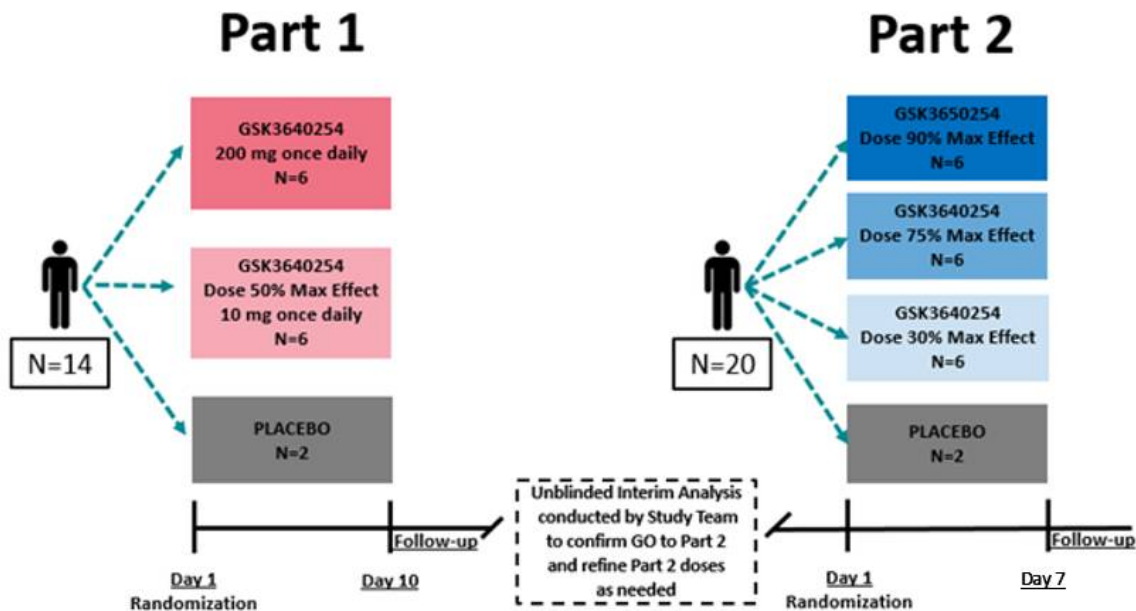 Part 1
GSK3640254
200 mg once daily
N=6
GSK3640254
Dose 50% Max Effect
10 mg once daily
N=6
N=14
PLACEBO
N=2
Follow-up
Day 1
Randomization
Day 10
Unblinded Interim Analysis
conducted by Study Team
to confirm GO to Part 2
and refine Part 2 doses
as needed
Part 2
GSK3650254
Dose 90% Max Effect
N=6
GSK3640254
Dose 75% Max Effect
N=6
GSK3640254
Dose 30% Max Effect
N=6
N=20
PLACEBO
N=2
Follow-up
Day 1
Randomization
Day 7